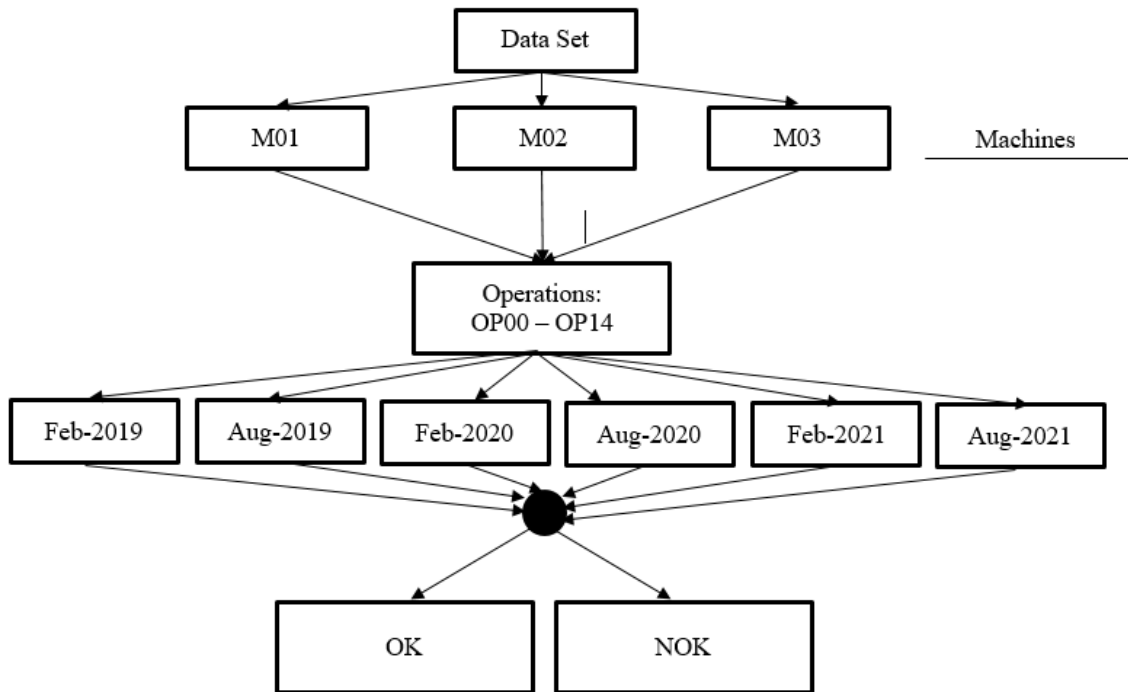 Data Set
M01
M02
M03
Machines
Operations:
OP00 – OP14
Feb-2019
Aug-2019
Feb-2020
Aug-2020
Feb-2021
Aug-2021
OK
NOK